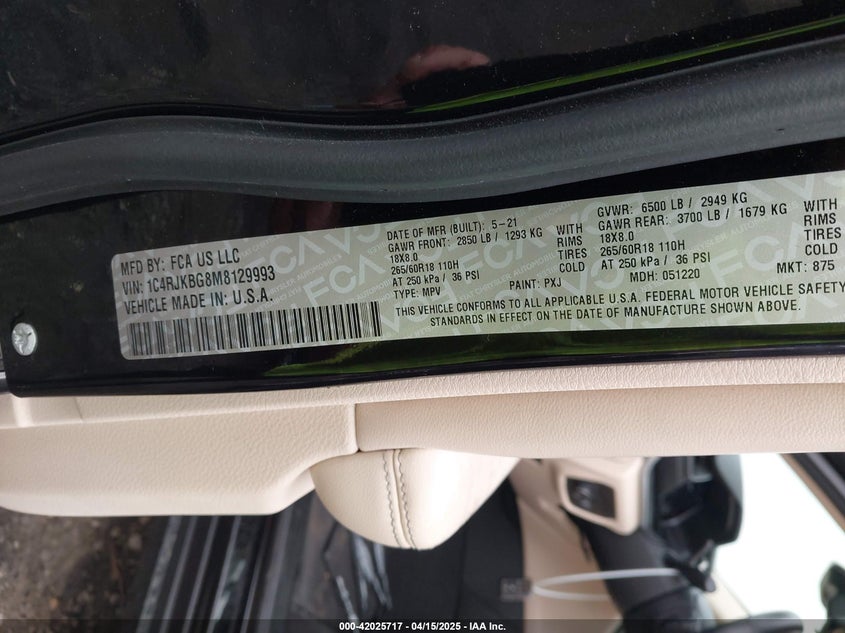 MFD BY: FCA US LLC
VIN: 1C4RJKBG8M8129993
VEHICLE MADE IN: U.S.A.
DATE OF MFR (BUILT): 5-21
GAWR FRONT: 2850 LB / 1293 KG WITH
18X8.0 RIMS
265/60R18 110H COLD
AT 250 kPa / 36 PSI
TYPE: MPV
PAINT: PXJ
GVWR: 6500 LB / 2949 KG
GAWR REAR: 3700 LB / 1679 KG WITH
18X8.0 RIMS
265/60R18 110H COLD
AT 250 kPa / 36 PSI
MDH: 051220
MKT: 875
THIS VEHICLE CONFORMS TO ALL APPLICABLE U.S.A. FEDERAL MOTOR VEHICLE SAFETY
STANDARDS IN EFFECT ON THE DATE OF MANUFACTURE SHOWN ABOVE.
000-42025717 - 04/15/2025 - IAA Inc.